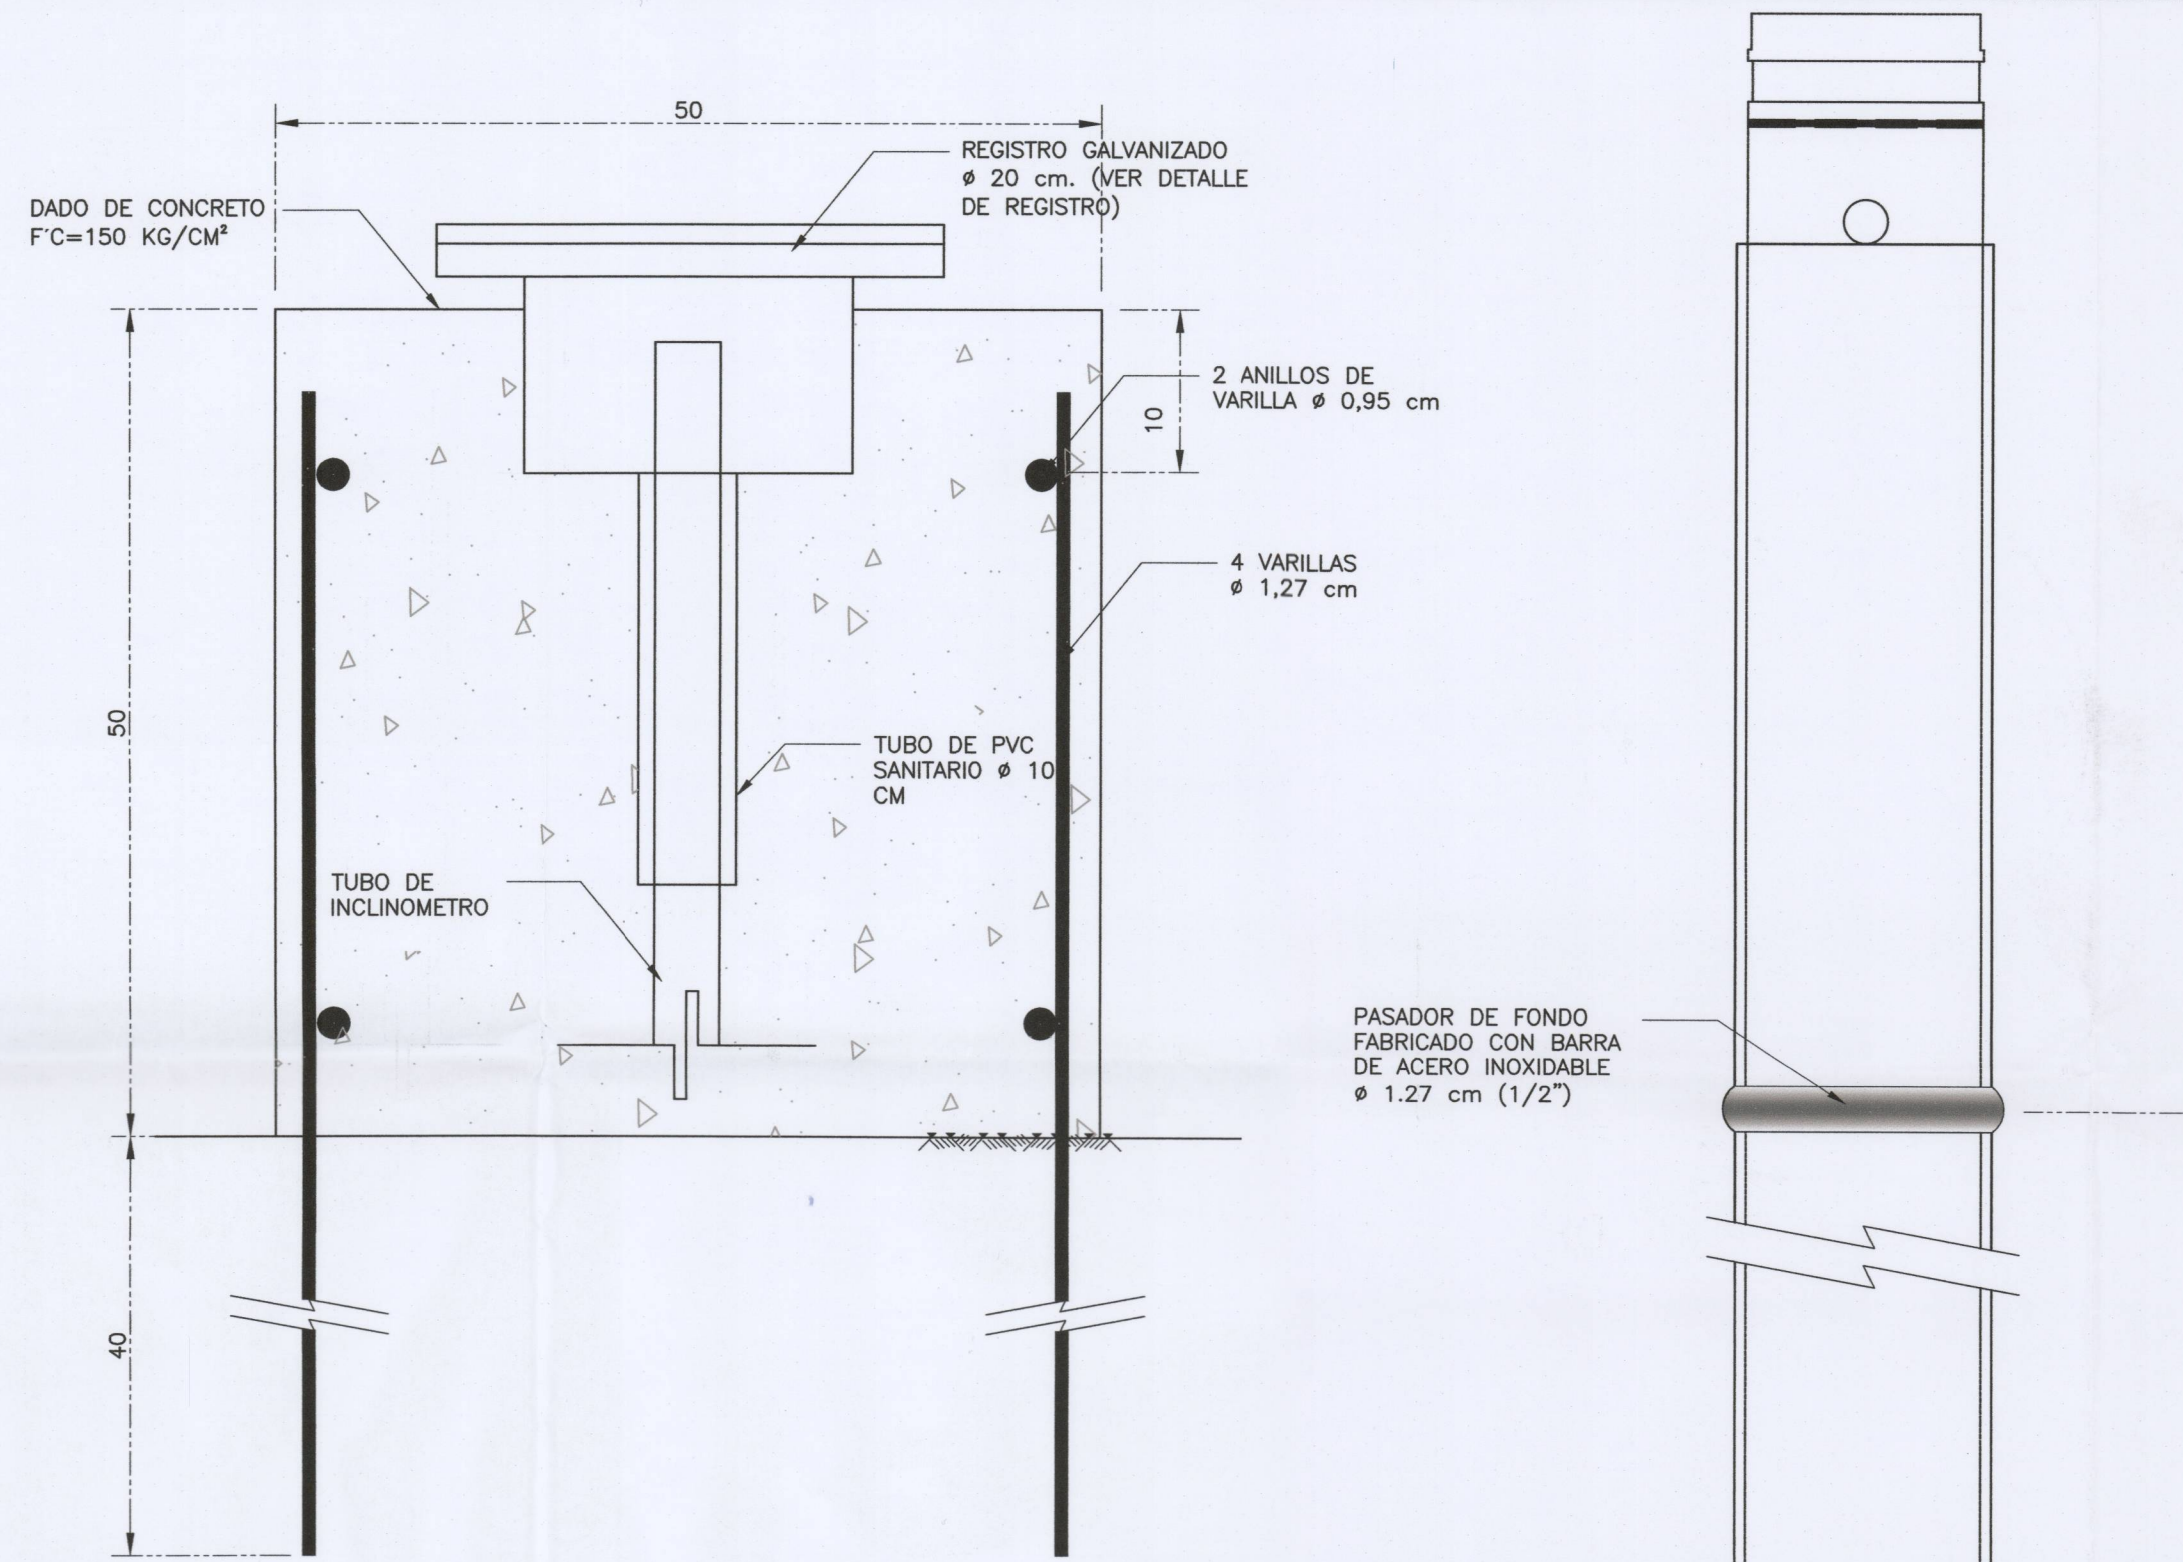 50
REGISTRO GALVANIZADO
ø 20 cm. (VER DETALLE
DE REGISTRO)
DADO DE CONCRETO
F´C=150 KG/CM²
2 ANILLOS DE
VARILLA ø 0,95 cm
10
4 VARILLAS
ø 1,27 cm
50
TUBO DE PVC
SANITARIO ø 10
CM
TUBO DE
INCLINOMETRO
PASADOR DE FONDO
FABRICADO CON BARRA
DE ACERO INOXIDABLE
ø 1.27 cm (1/2")
40